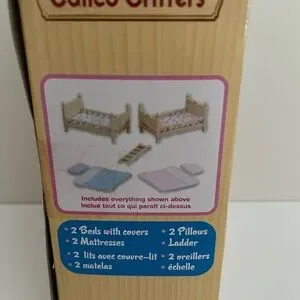 Calico Critters
Includes everything shown above
Inclue tout ce qui paraît ci-dessus
• 2 Beds with covers
• 2 Mattresses
• 2 lits avec couvre-lit
• 2 matelas
• 2 Pillows
• Ladder
• 2 oreillers
• échelle